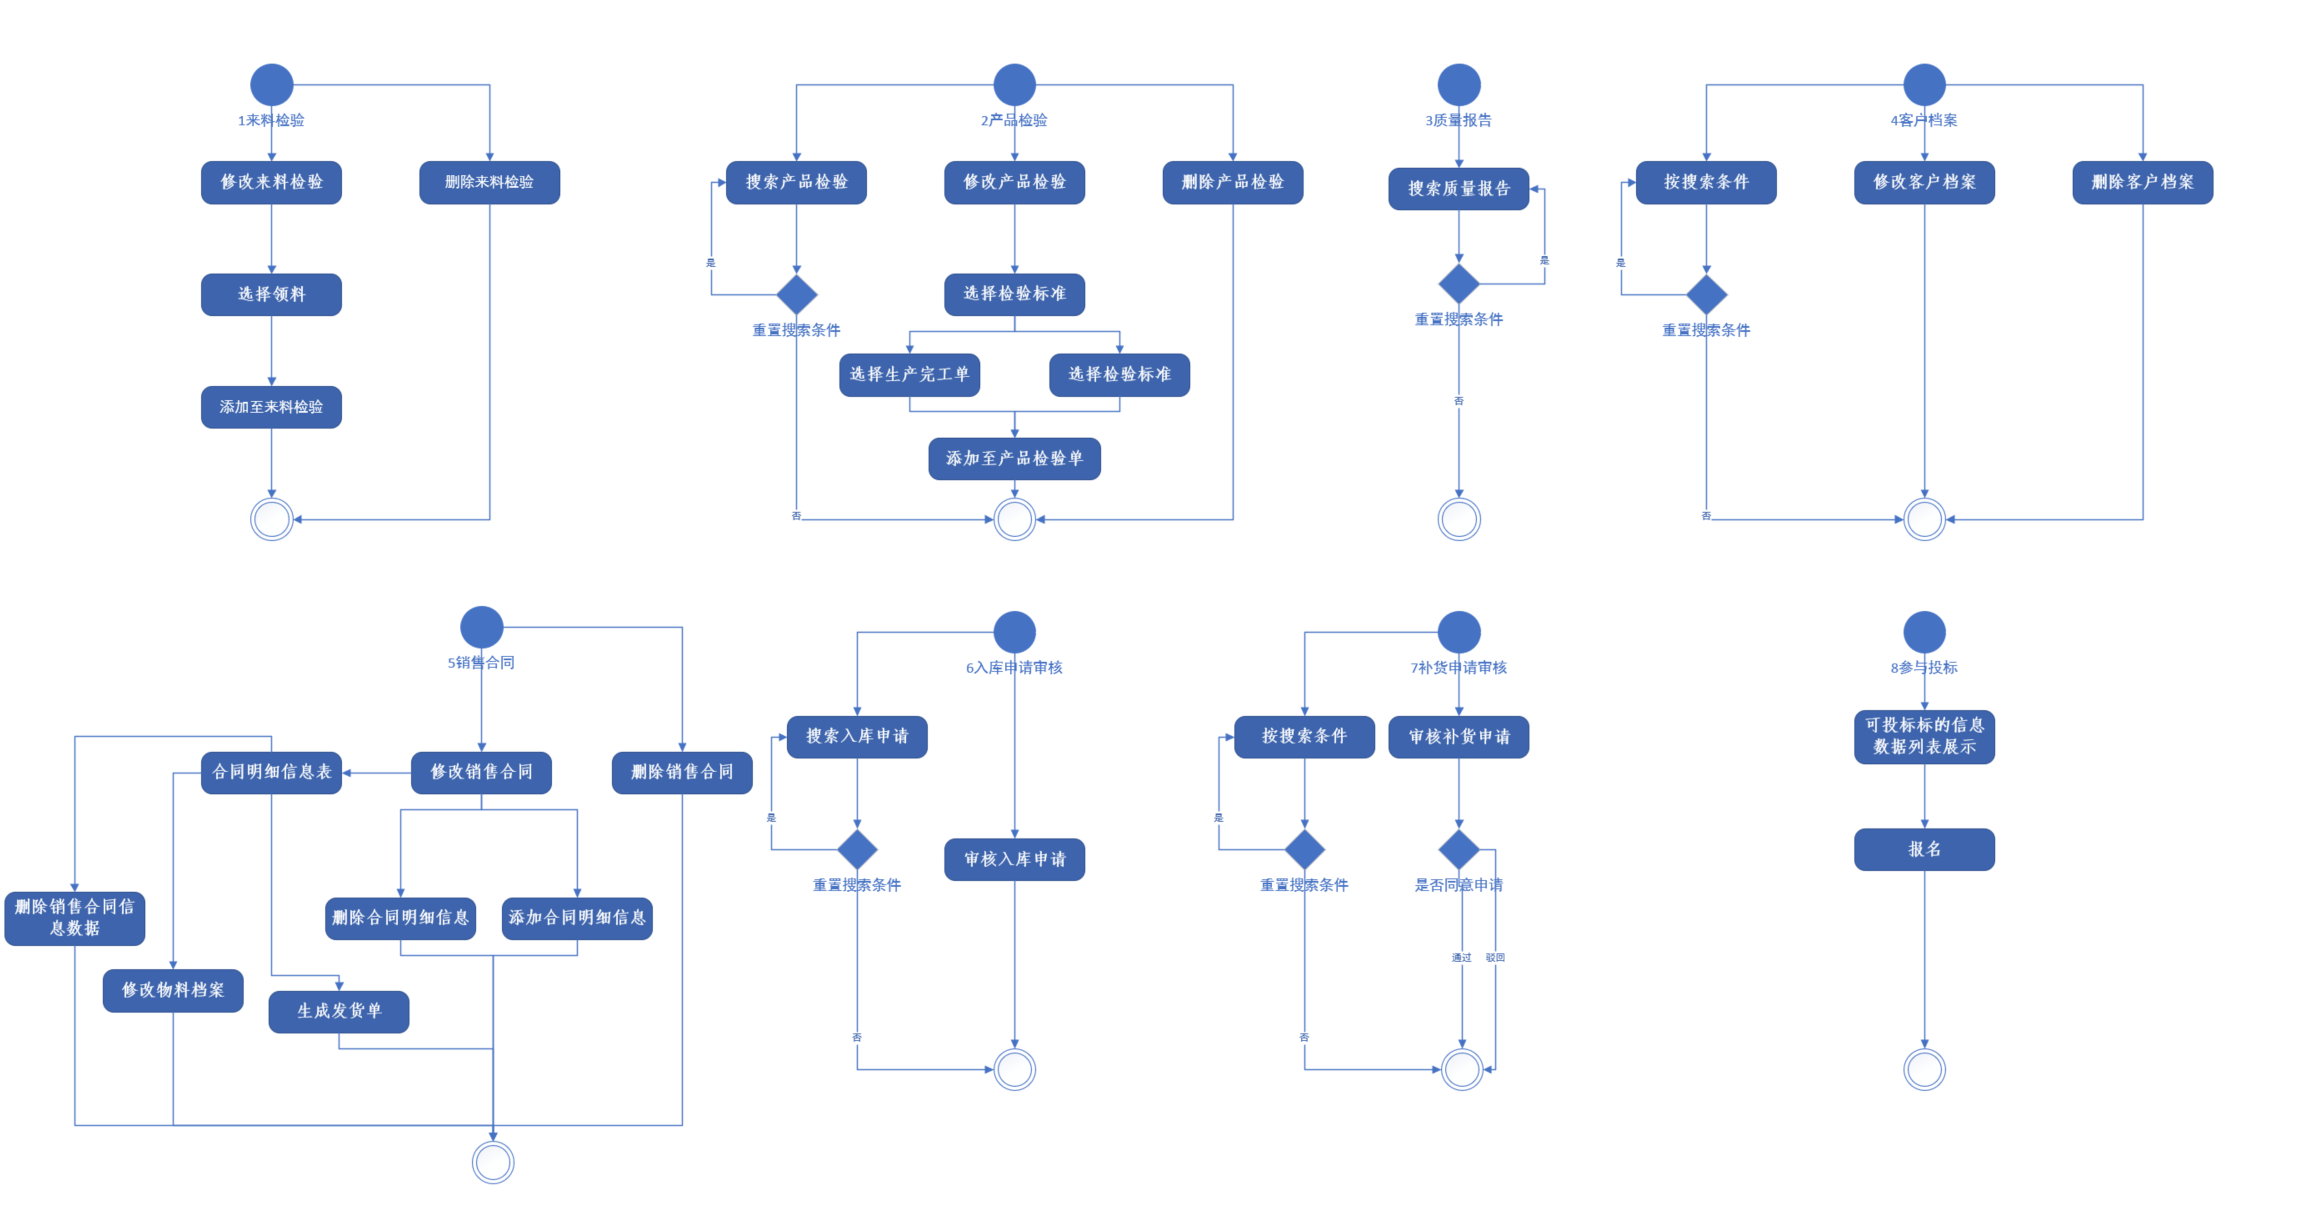 1来料检验
修改来料检验
删除来料检验
选择领料
添加至来料检验
2产品检验
搜索产品检验
修改产品检验
删除产品检验
是
选择检验标准
重置搜索条件
选择生产完工单
选择检验标准
添加至产品检验单
否
3质量报告
搜索质量报告
是
重置搜索条件
否
4客户档案
按搜索条件
修改客户档案
删除客户档案
是
重置搜索条件
否
5销售合同
合同明细信息表
修改销售合同
删除销售合同
删除销售合同信
息数据
删除合同明细信息
添加合同明细信息
修改物料档案
生成发货单
6入库申请审核
搜索入库申请
是
审核入库申请
重置搜索条件
否
7补货申请审核
按搜索条件
审核补货申请
是
重置搜索条件
是否同意申请
通过
驳回
否
8参与投标
可投标标的信息
数据列表展示
报名